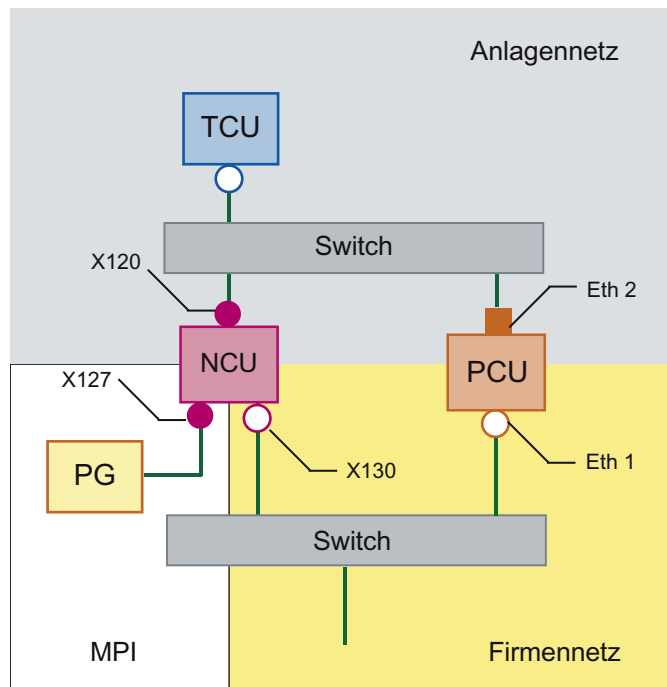 Anlagennetz
TCU
Switch
X120
Eth 2
NCU
PCU
X127
PG
X130
Eth 1
Switch
MPI
Firmennetz